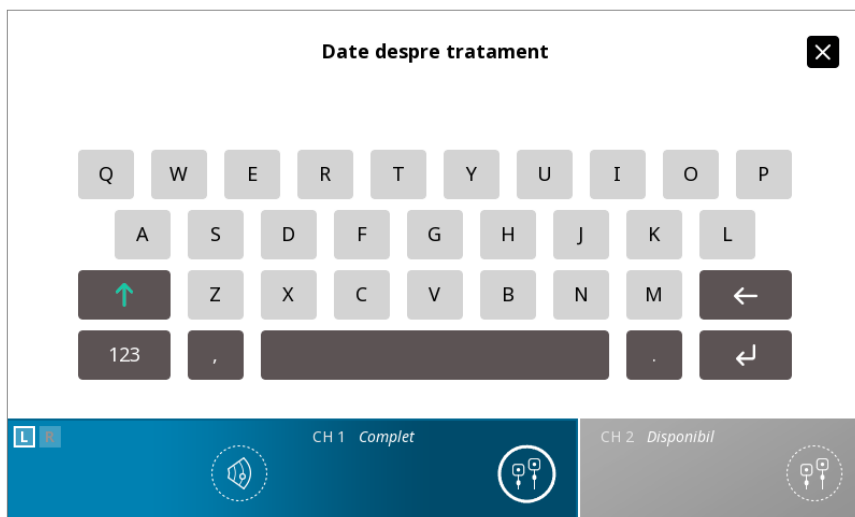 Date despre tratament
Q W E R T Y U I O P
A S D F G H J K L
Z X C V B N M
123 , .
L R CH 1 Complet CH 2 Disponibil